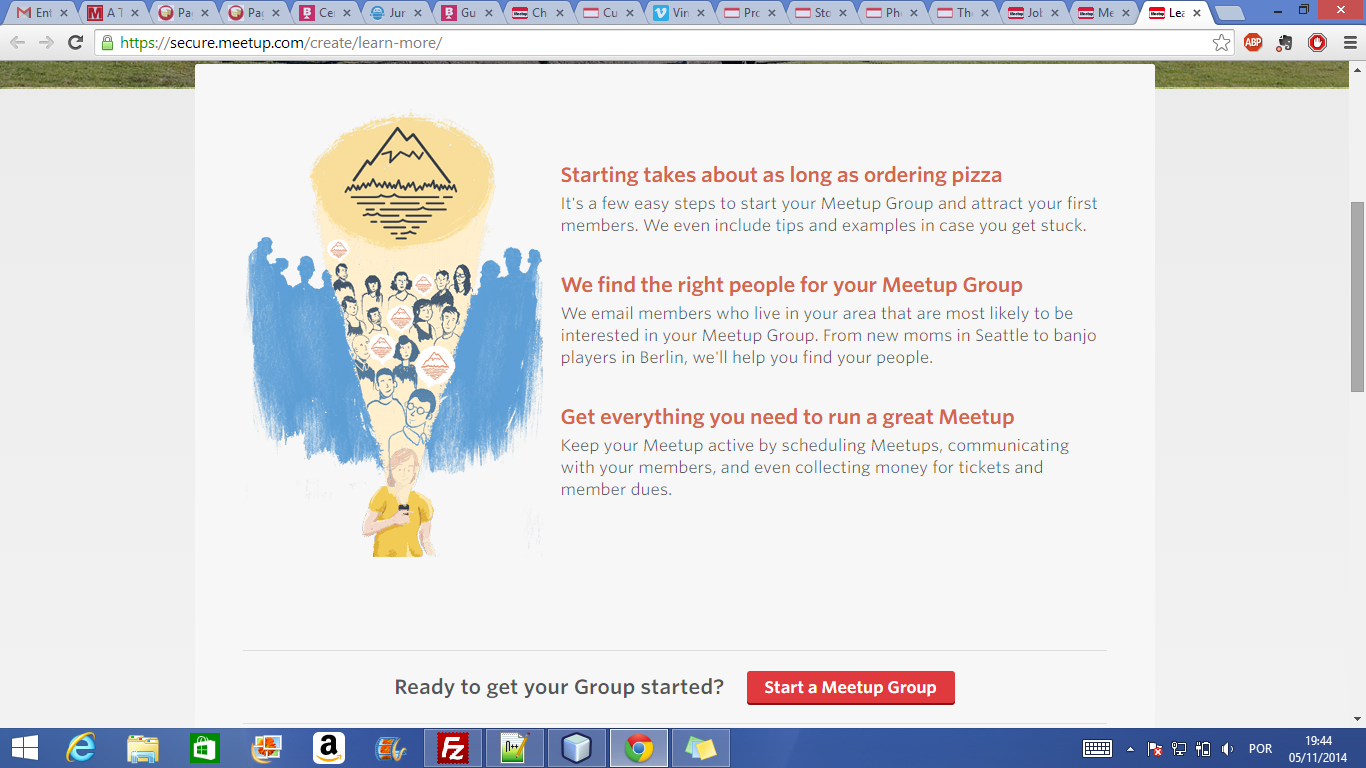 Ent
A T
Pac
Pag
Cer
Jur
Gu
Ch
Cu
Vin
Pro
Sto
Pho
The
Job
Me
Lea
https://secure.meetup.com/create/learn-more/
ABP
Starting takes about as long as ordering pizza
It's a few easy steps to start your Meetup Group and attract your first
members. We even include tips and examples in case you get stuck.
We find the right people for your Meetup Group
We email members who live in your area that are most likely to be
interested in your Meetup Group. From new moms in Seattle to banjo
players in Berlin, we'll help you find your people.
Get everything you need to run a great Meetup
Keep your Meetup active by scheduling Meetups, communicating
with your members, and even collecting money for tickets and
member dues.
Ready to get your Group started? Start a Meetup Group
POR
19:44
05/11/2014